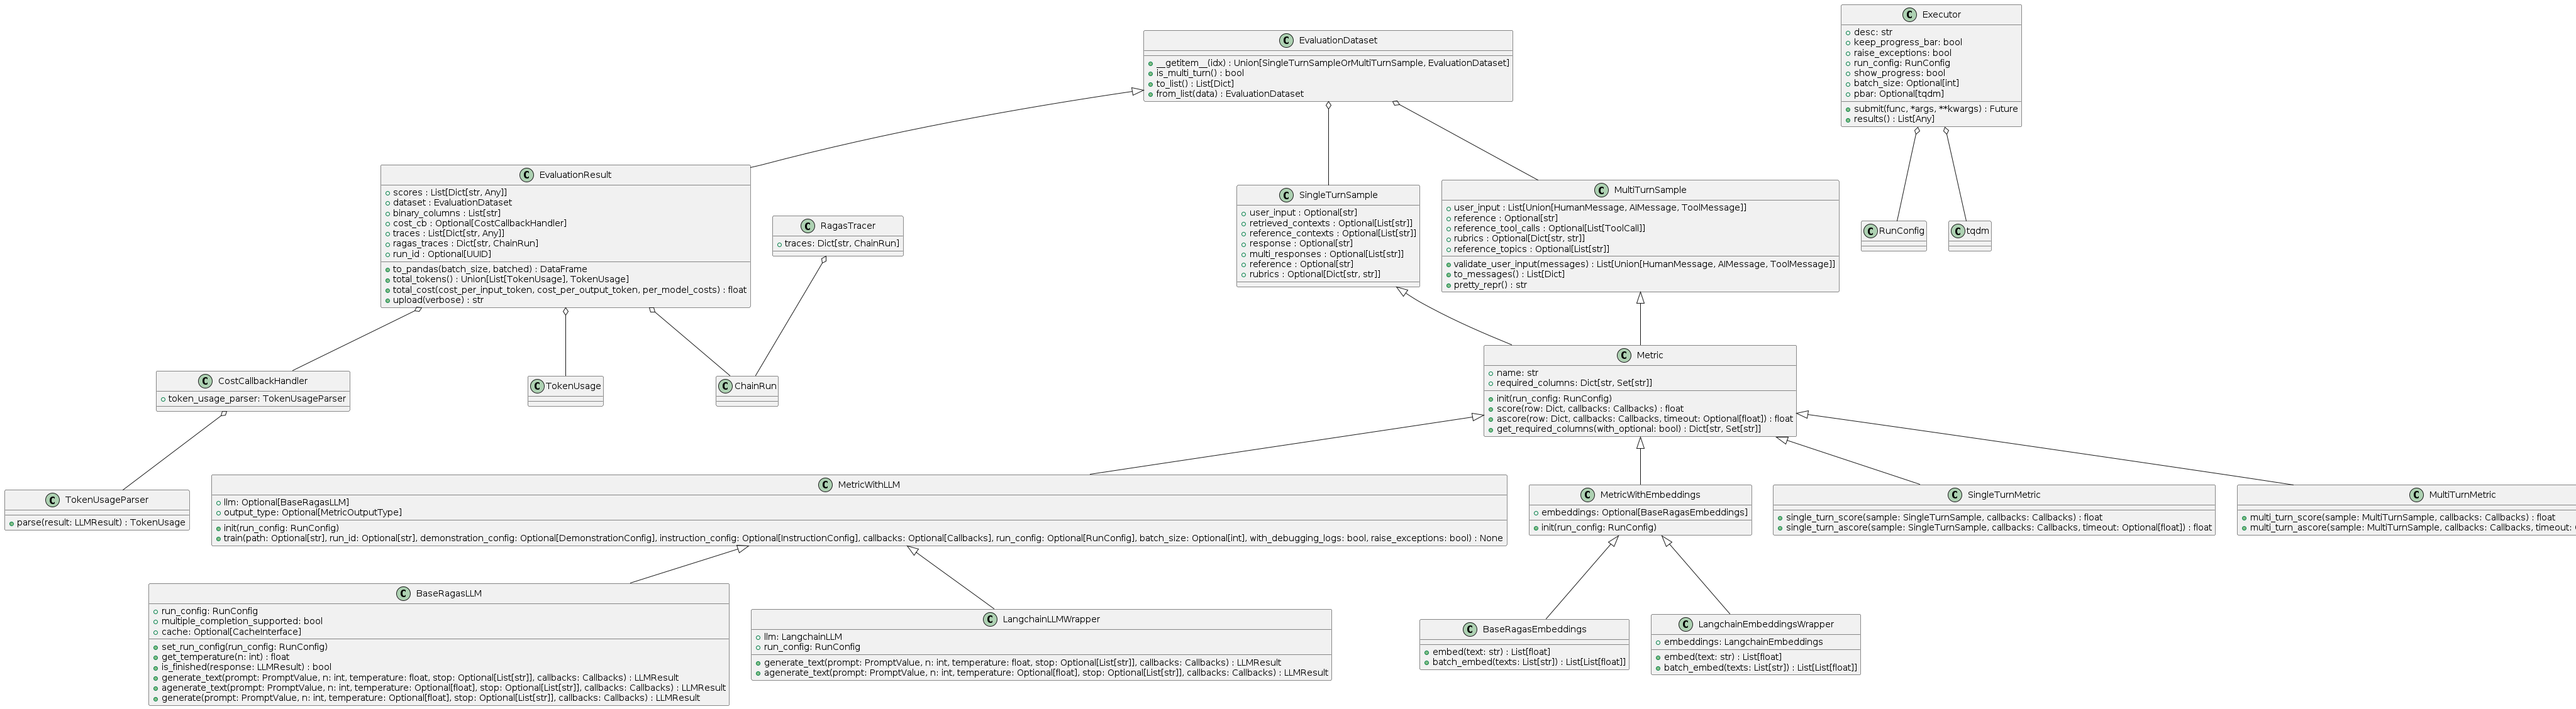 C EvaluationDataset
__getitem__(idx) : Union[SingleTurnSampleOrMultiTurnSample, EvaluationDataset]
is_multi_turn() : bool
to_list() : List[Dict]
from_list(data) : EvaluationDataset
C Executor
desc: str
keep_progress_bar: bool
raise_exceptions: bool
run_config: RunConfig
show_progress: bool
batch_size: Optional[int]
pbar: Optional[tqdm]
submit(func, *args, **kwargs) : Future
results() : List[Any]
C EvaluationResult
scores : List[Dict[str, Any]]
dataset : EvaluationDataset
binary_columns : List[str]
cost_cb : Optional[CostCallbackHandler]
traces : List[Dict[str, Any]]
ragas_traces : Dict[str, ChainRun]
run_id : Optional[UUID]
to_pandas(batch_size, batched) : DataFrame
total_tokens() : Union[List[TokenUsage], TokenUsage]
total_cost(cost_per_input_token, cost_per_output_token, per_model_costs) : float
upload(verbose) : str
C RagasTracer
traces: Dict[str, ChainRun]
C SingleTurnSample
user_input : Optional[str]
retrieved_contexts : Optional[List[str]]
reference_contexts : Optional[List[str]]
response : Optional[str]
multi_responses : Optional[List[str]]
reference : Optional[str]
rubrics : Optional[Dict[str, str]]
C MultiTurnSample
user_input : List[Union[HumanMessage, AIMessage, ToolMessage]]
reference : Optional[str]
reference_tool_calls : Optional[List[ToolCall]]
rubrics : Optional[Dict[str, str]]
reference_topics : Optional[List[str]]
validate_user_input(messages) : List[Union[HumanMessage, AIMessage, ToolMessage]]
to_messages() : List[Dict]
pretty_repr() : str
C RunConfig
C tqdm
C CostCallbackHandler
token_usage_parser: TokenUsageParser
C TokenUsage
C ChainRun
C Metric
name: str
required_columns: Dict[str, Set[str]]
init(run_config: RunConfig)
score(row: Dict, callbacks: Callbacks) : float
ascore(row: Dict, callbacks: Callbacks, timeout: Optional[float]) : float
get_required_columns(with_optional: bool) : Dict[str, Set[str]]
C TokenUsageParser
parse(result: LLMResult) : TokenUsage
C MetricWithLLM
llm: Optional[BaseRagasLLM]
output_type: Optional[MetricOutputType]
init(run_config: RunConfig)
train(path: Optional[str], run_id: Optional[str], demonstration_config: Optional[DemonstrationConfig], instruction_config: Optional[InstructionConfig], callbacks: Optional[Callbacks], run_config: Optional[RunConfig], batch_size: Optional[int], with_debugging_logs: bool, raise_exceptions: bool) : None
C MetricWithEmbeddings
embeddings: Optional[BaseRagasEmbeddings]
init(run_config: RunConfig)
C SingleTurnMetric
single_turn_score(sample: SingleTurnSample, callbacks: Callbacks) : float
single_turn_ascore(sample: SingleTurnSample, callbacks: Callbacks, timeout: Optional[float]) : float
C MultiTurnMetric
multi_turn_score(sample: MultiTurnSample, callbacks: Callbacks) : float
multi_turn_ascore(sample: MultiTurnSample, callbacks: Callbacks, timeout:
C BaseRagasLLM
run_config: RunConfig
multiple_completion_supported: bool
cache: Optional[CacheInterface]
set_run_config(run_config: RunConfig)
get_temperature(n: int) : float
is_finished(response: LLMResult) : bool
generate_text(prompt: PromptValue, n: int, temperature: float, stop: Optional[List[str]], callbacks: Callbacks) : LLMResult
agenerate_text(prompt: PromptValue, n: int, temperature: Optional[float], stop: Optional[List[str]], callbacks: Callbacks) : LLMResult
generate(prompt: PromptValue, n: int, temperature: Optional[float], stop: Optional[List[str]], callbacks: Callbacks) : LLMResult
C LangchainLLMWrapper
llm: LangchainLLM
run_config: RunConfig
generate_text(prompt: PromptValue, n: int, temperature: float, stop: Optional[List[str]], callbacks: Callbacks) : LLMResult
agenerate_text(prompt: PromptValue, n: int, temperature: Optional[float], stop: Optional[List[str]], callbacks: Callbacks) : LLMResult
C BaseRagasEmbeddings
embed(text: str) : List[float]
batch_embed(texts: List[str]) : List[List[float]]
C LangchainEmbeddingsWrapper
embeddings: LangchainEmbeddings
embed(text: str) : List[float]
batch_embed(texts: List[str]) : List[List[float]]